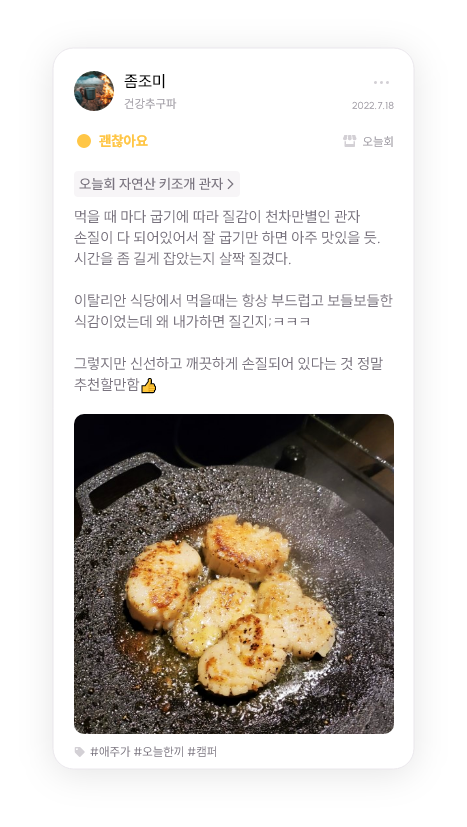 좀조미
건강추구파
2022.7.18
괜찮아요
오늘회
오늘회 자연산 키조개 관자 >
먹을 때 마다 굽기에 따라 질감이 천차만별인 관자
손질이 다 되어있어서 잘 굽기만 하면 아주 맛있을 듯.
시간을 좀 길게 잡았는지 살짝 질겼다.
이탈리안 식당에서 먹을때는 항상 부드럽고 보들보들한
식감이었는데 왜 내가하면 질긴지;ㅋㅋㅋ
그렇지만 신선하고 깨끗하게 손질되어 있다는 것 정말
추천할만함👍
#애주가 #오늘한끼 #캠퍼